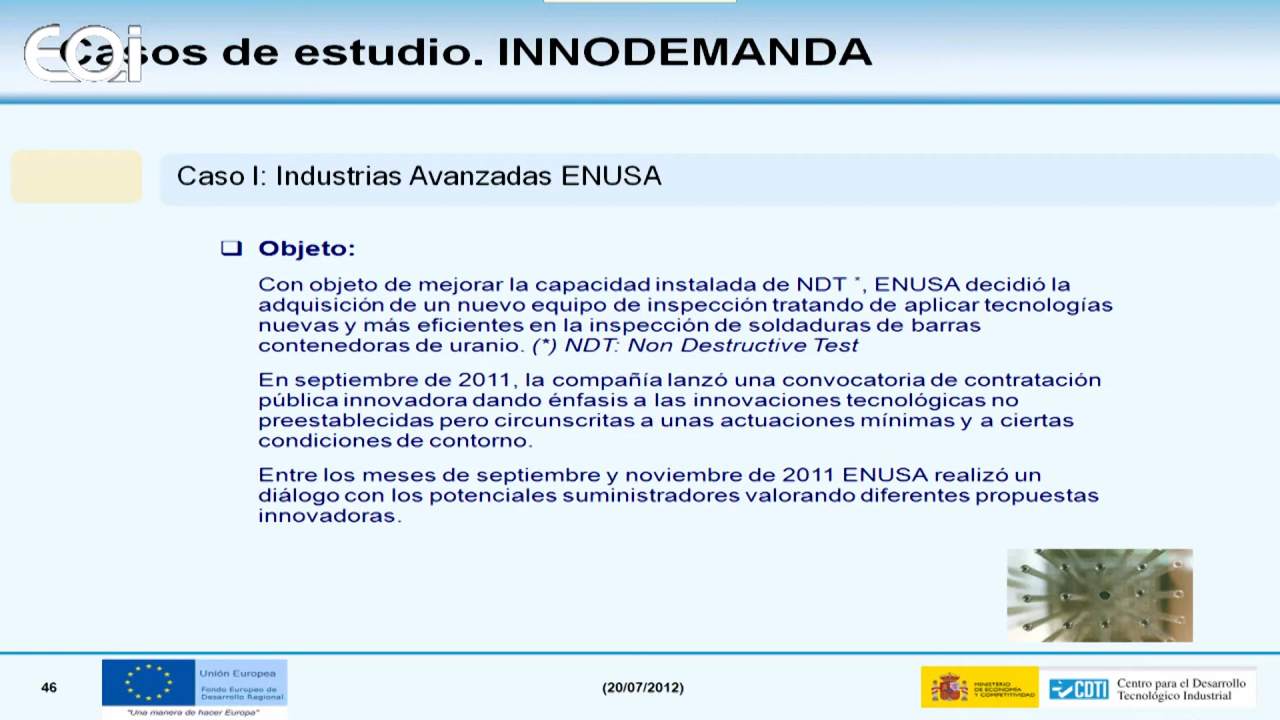 EOi
Casos de estudio. INNODEMANDA
Caso I: Industrias Avanzadas ENUSA
❑ Objeto:
Con objeto de mejorar la capacidad instalada de NDT *, ENUSA decidió la
adquisición de un nuevo equipo de inspección tratando de aplicar tecnologías
nuevas y más eficientes en la inspección de soldaduras de barras
contenedoras de uranio. (*) NDT: Non Destructive Test
En septiembre de 2011, la compañía lanzó una convocatoria de contratación
pública innovadora dando énfasis a las innovaciones tecnológicas no
preestablecidas pero circunscritas a unas actuaciones mínimas y a ciertas
condiciones de contorno.
Entre los meses de septiembre y noviembre de 2011 ENUSA realizó un
diálogo con los potenciales suministradores valorando diferentes propuestas
innovadoras.
46
Unión Europea
Fondo Europeo de
Desarrollo Regional
"Una manera de hacer Europa"
(20/07/2012)
MINISTERIO
DE ECONOMÍA
Y COMPETITIVIDAD
CDTI
Centro para el Desarrollo
Tecnológico Industrial